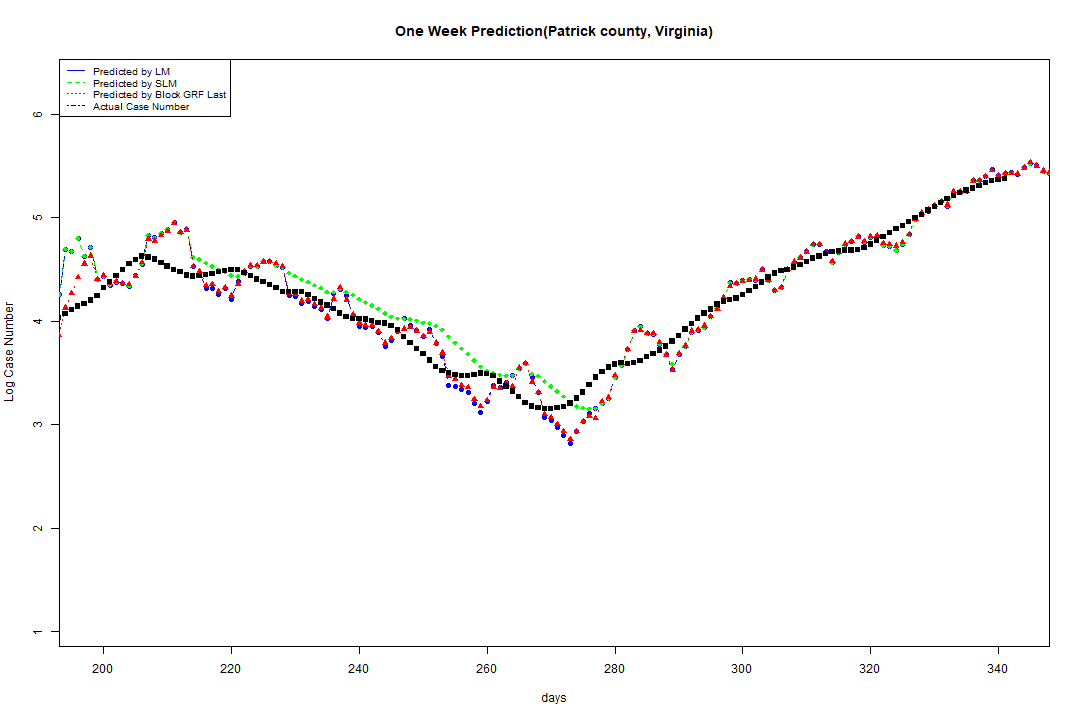 One Week Prediction(Patrick county, Virginia)
Predicted by LM
Predicted by SLM
Predicted by Block GRF Last
Actual Case Number
6
5
4
3
2
1
Log Case Number
200 220 240 260 280 300 320 340
days